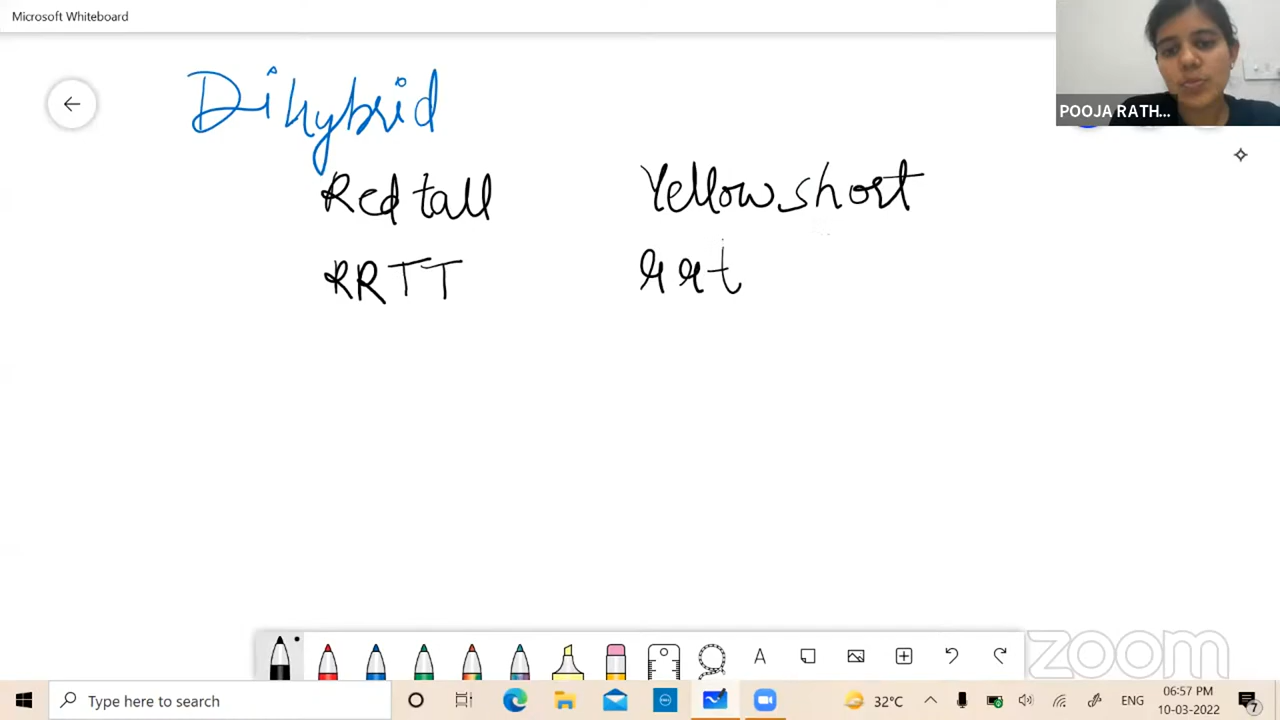 Microsoft Whiteboard
POOJA RATH...
Dihybrid
Red tall Yellow short
RRTT rrt
A
zoom
Type here to search
32°C
ENG
06:57 PM
10-03-2022
7